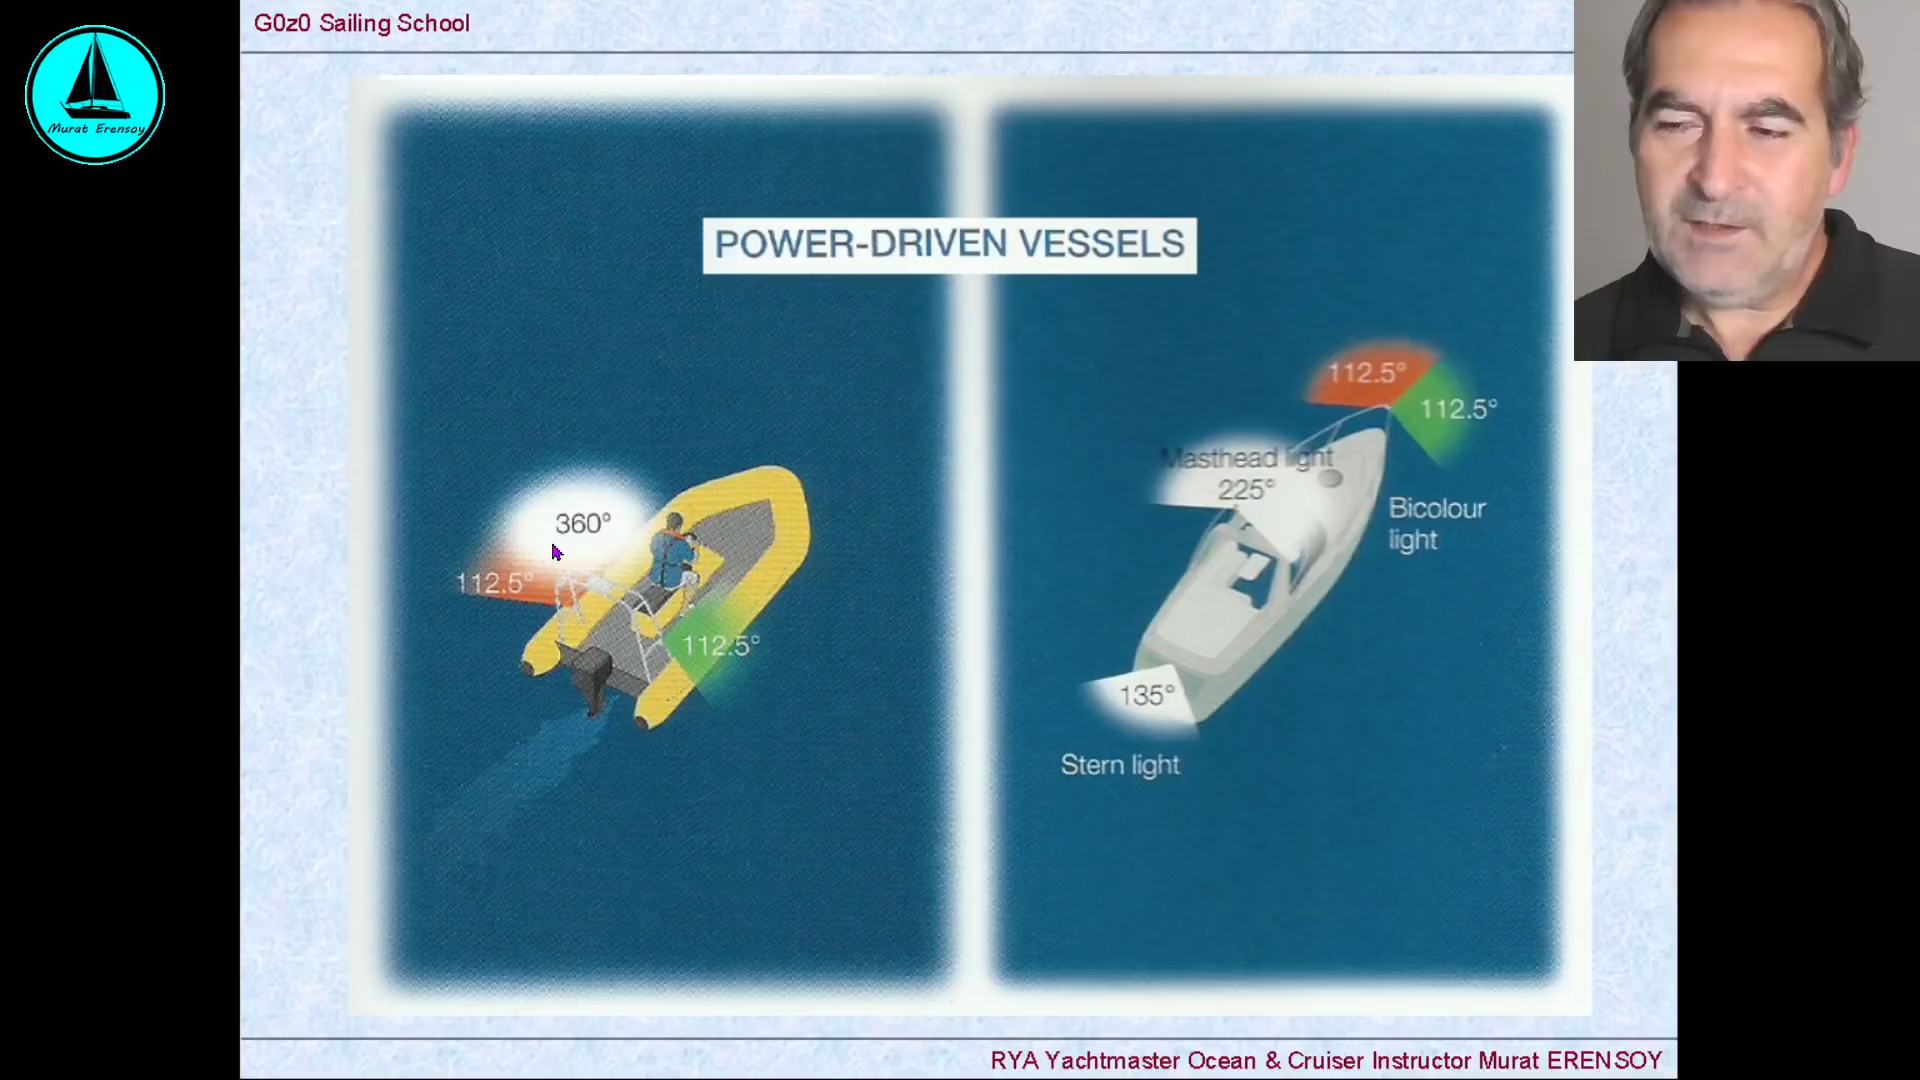 G0z0 Sailing School
Murat Erensoy
POWER-DRIVEN VESSELS
360°
112.5°
112.5°
112.5°
112.5°
Masthead light
225°
Bicolour
light
135°
Stern light
RYA Yachtmaster Ocean & Cruiser Instructor Murat ERENSOY